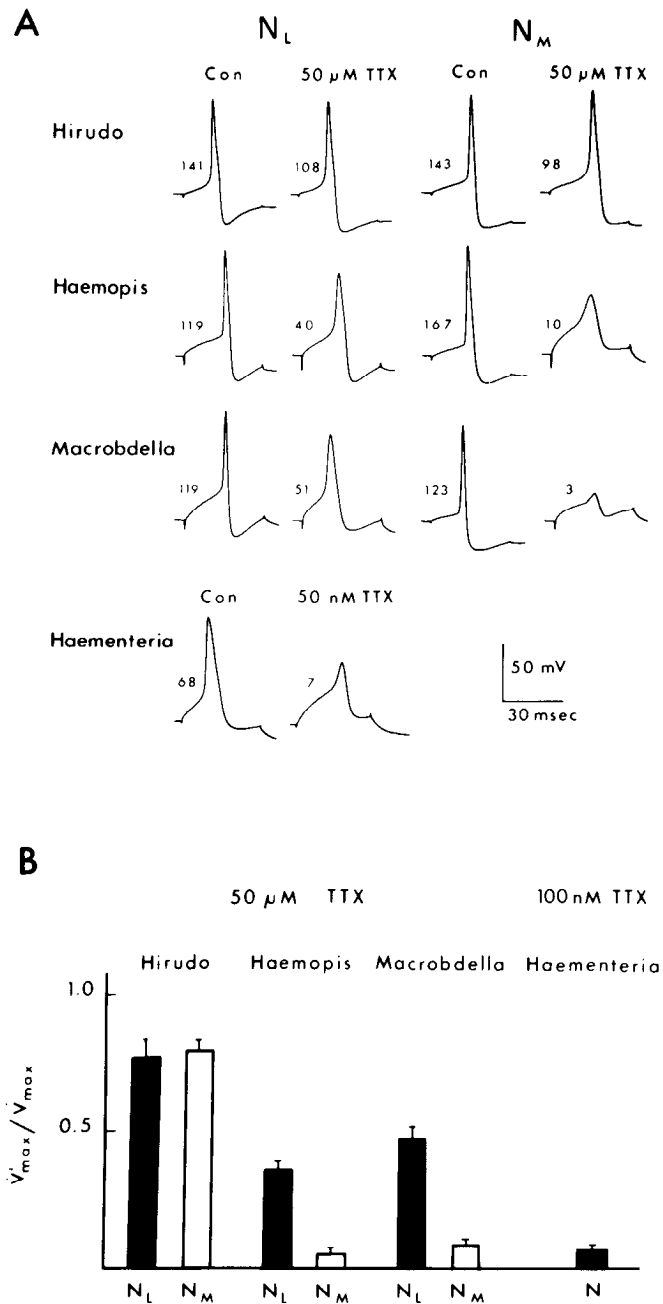 A
N_L N_M
Con 50 µM TTX Con 50 µM TTX
Hirudo
141 108 143 98
Haemopis
119 40 167 10
Macrobdella
119 51 123 3
Con 50 nM TTX
Haementeria
68 7
50 mV
30 msec
B
50 µM TTX 100 nM TTX
Hirudo Haemopis Macrobdella Haementeria
1.0
0.5
V̇'max / V̇max
N_L N_M N_L N_M N_L N_M N